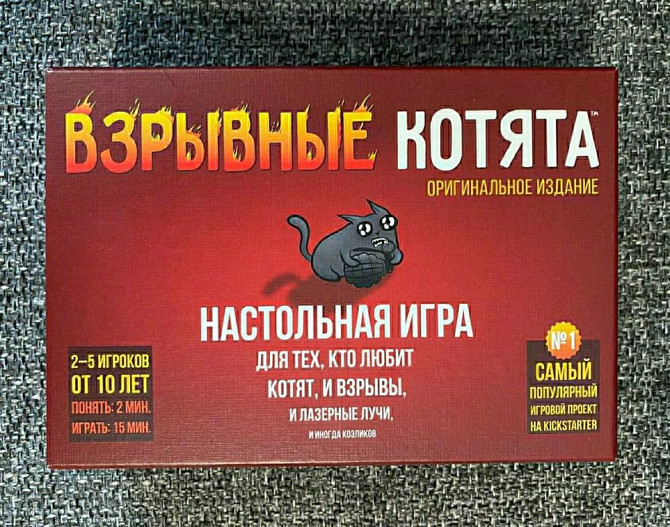 ВЗРЫВНЫЕ КОТЯТА™
ОРИГИНАЛЬНОЕ ИЗДАНИЕ
НАСТОЛЬНАЯ ИГРА
ДЛЯ ТЕХ, КТО ЛЮБИТ
КОТЯТ, И ВЗРЫВЫ,
И ЛАЗЕРНЫЕ ЛУЧИ,
И ИНОГДА КОЗЛИКОВ
2–5 ИГРОКОВ
ОТ 10 ЛЕТ
ПОНЯТЬ: 2 МИН.
ИГРАТЬ: 15 МИН.
№1
САМЫЙ
ПОПУЛЯРНЫЙ
ИГРОВОЙ ПРОЕКТ
НА KICKSTARTER